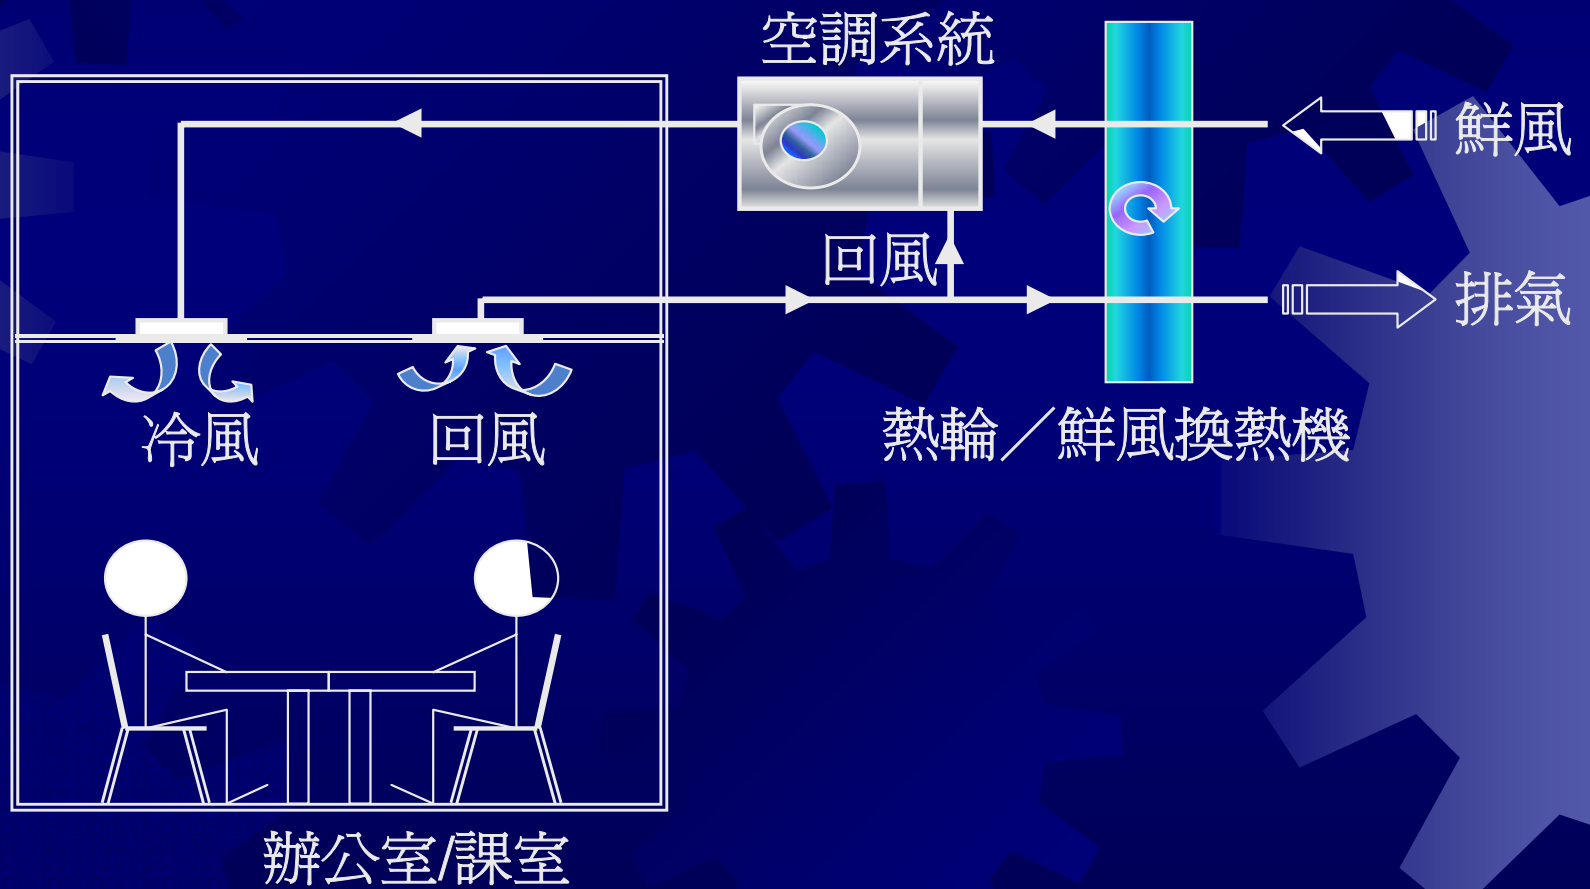 空調系統
鮮風
回風
排氣
冷風
回風
熱輪／鮮風換熱機
辦公室/課室